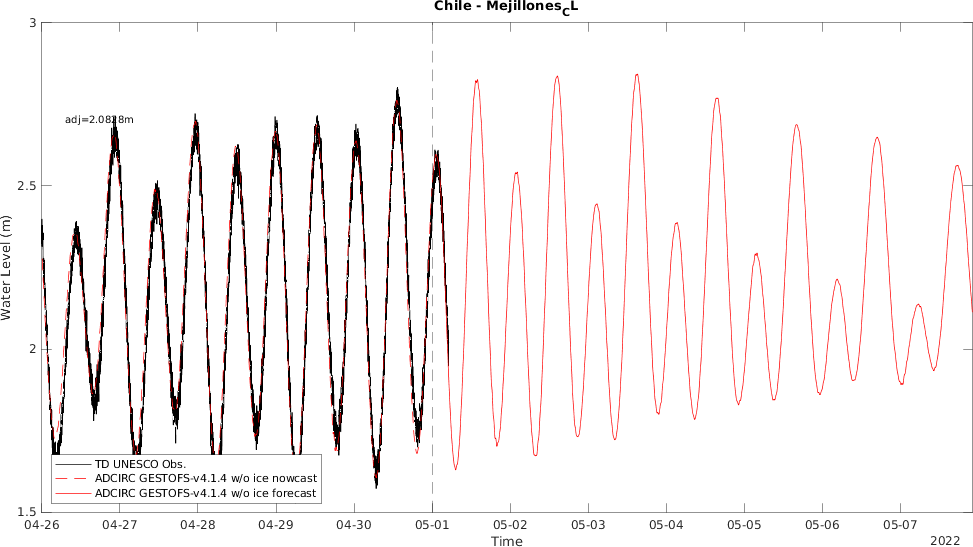 Chile - Mejillones_CL
3
adj=2.0828m
2.5
Water Level (m)
2
TD UNESCO Obs.
ADCIRC GESTOFS-v4.1.4 w/o ice nowcast
ADCIRC GESTOFS-v4.1.4 w/o ice forecast
1.5
04-26 04-27 04-28 04-29 04-30 05-01 05-02 05-03 05-04 05-05 05-06 05-07
Time
2022